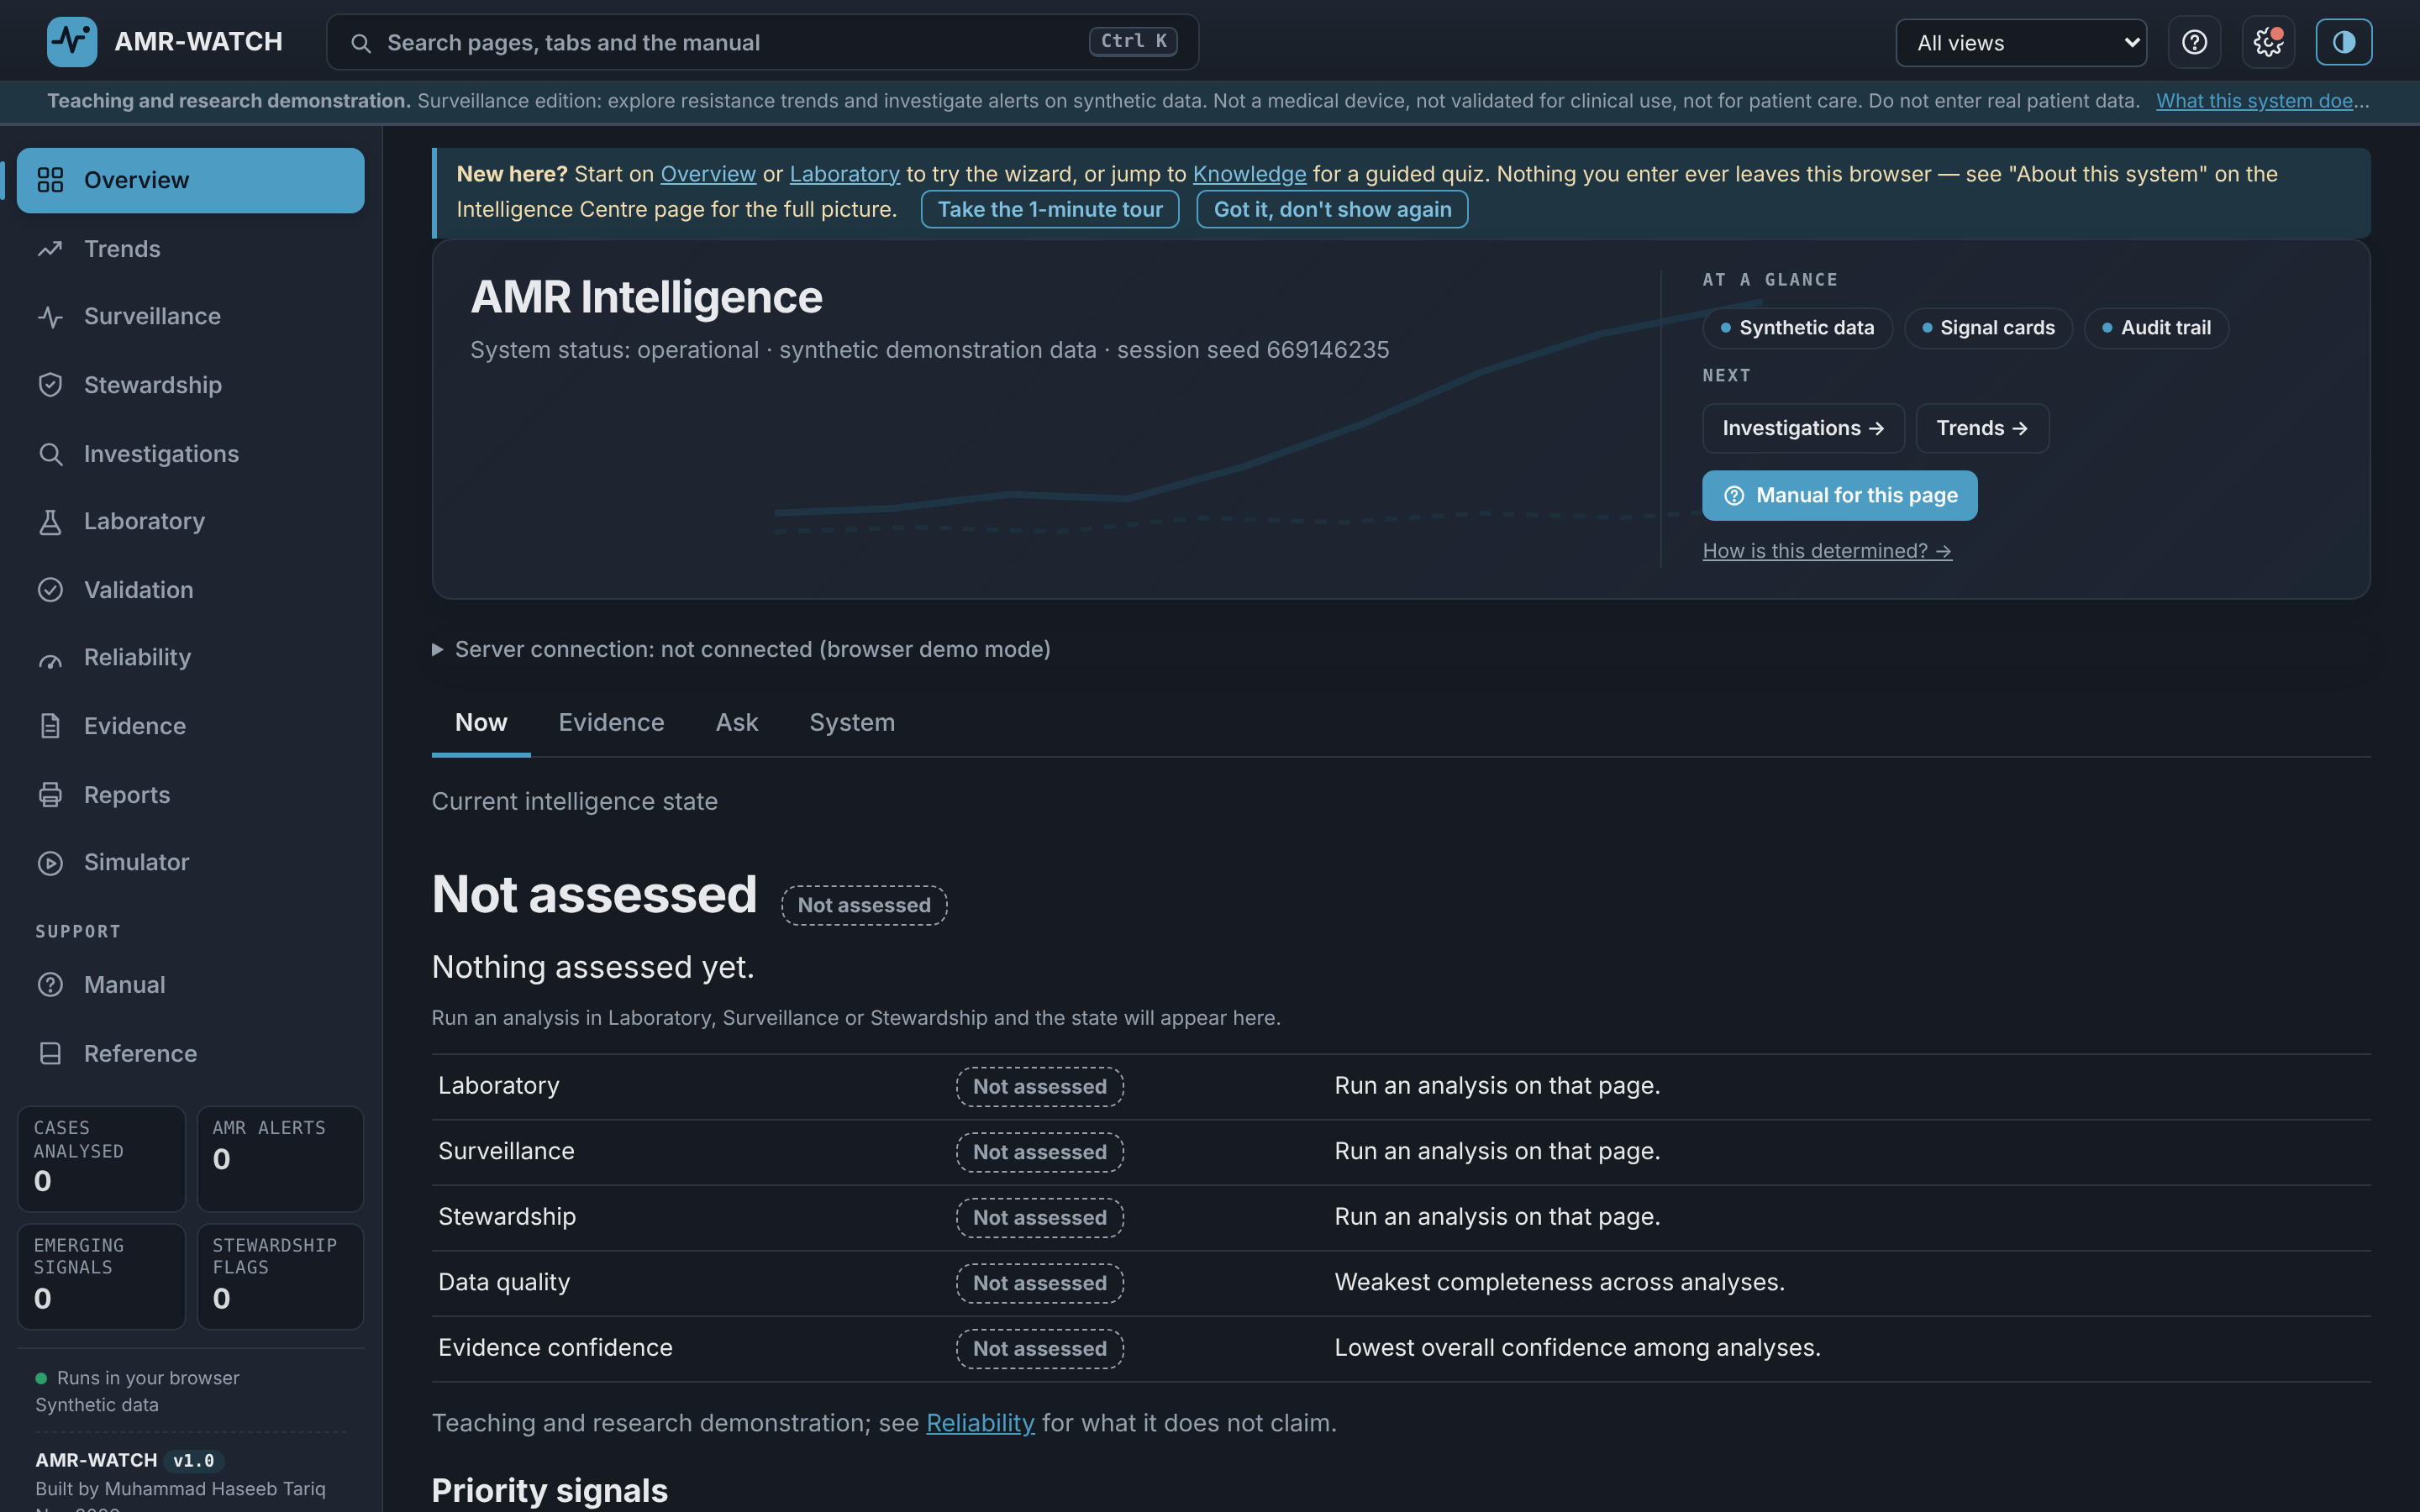 AMR-WATCH
Search pages, tabs and the manual
Ctrl K
All views
Teaching and research demonstration. Surveillance edition: explore resistance trends and investigate alerts on synthetic data. Not a medical device, not validated for clinical use, not for patient care. Do not enter real patient data. What this system doe...
Overview
Trends
Surveillance
Stewardship
Investigations
Laboratory
Validation
Reliability
Evidence
Reports
Simulator
SUPPORT
Manual
Reference
CASES
ANALYSED
0
AMR ALERTS
0
EMERGING
SIGNALS
0
STEWARDSHIP
FLAGS
0
Runs in your browser
Synthetic data
AMR-WATCH v1.0
Built by Muhammad Haseeb Tariq
New here? Start on Overview or Laboratory to try the wizard, or jump to Knowledge for a guided quiz. Nothing you enter ever leaves this browser — see "About this system" on the
Intelligence Centre page for the full picture. Take the 1-minute tour Got it, don't show again
AMR Intelligence
System status: operational · synthetic demonstration data · session seed 669146235
AT A GLANCE
Synthetic data Signal cards Audit trail
NEXT
Investigations → Trends →
Manual for this page
How is this determined? →
Server connection: not connected (browser demo mode)
Now Evidence Ask System
Current intelligence state
Not assessed Not assessed
Nothing assessed yet.
Run an analysis in Laboratory, Surveillance or Stewardship and the state will appear here.
Laboratory Not assessed Run an analysis on that page.
Surveillance Not assessed Run an analysis on that page.
Stewardship Not assessed Run an analysis on that page.
Data quality Not assessed Weakest completeness across analyses.
Evidence confidence Not assessed Lowest overall confidence among analyses.
Teaching and research demonstration; see Reliability for what it does not claim.
Priority signals